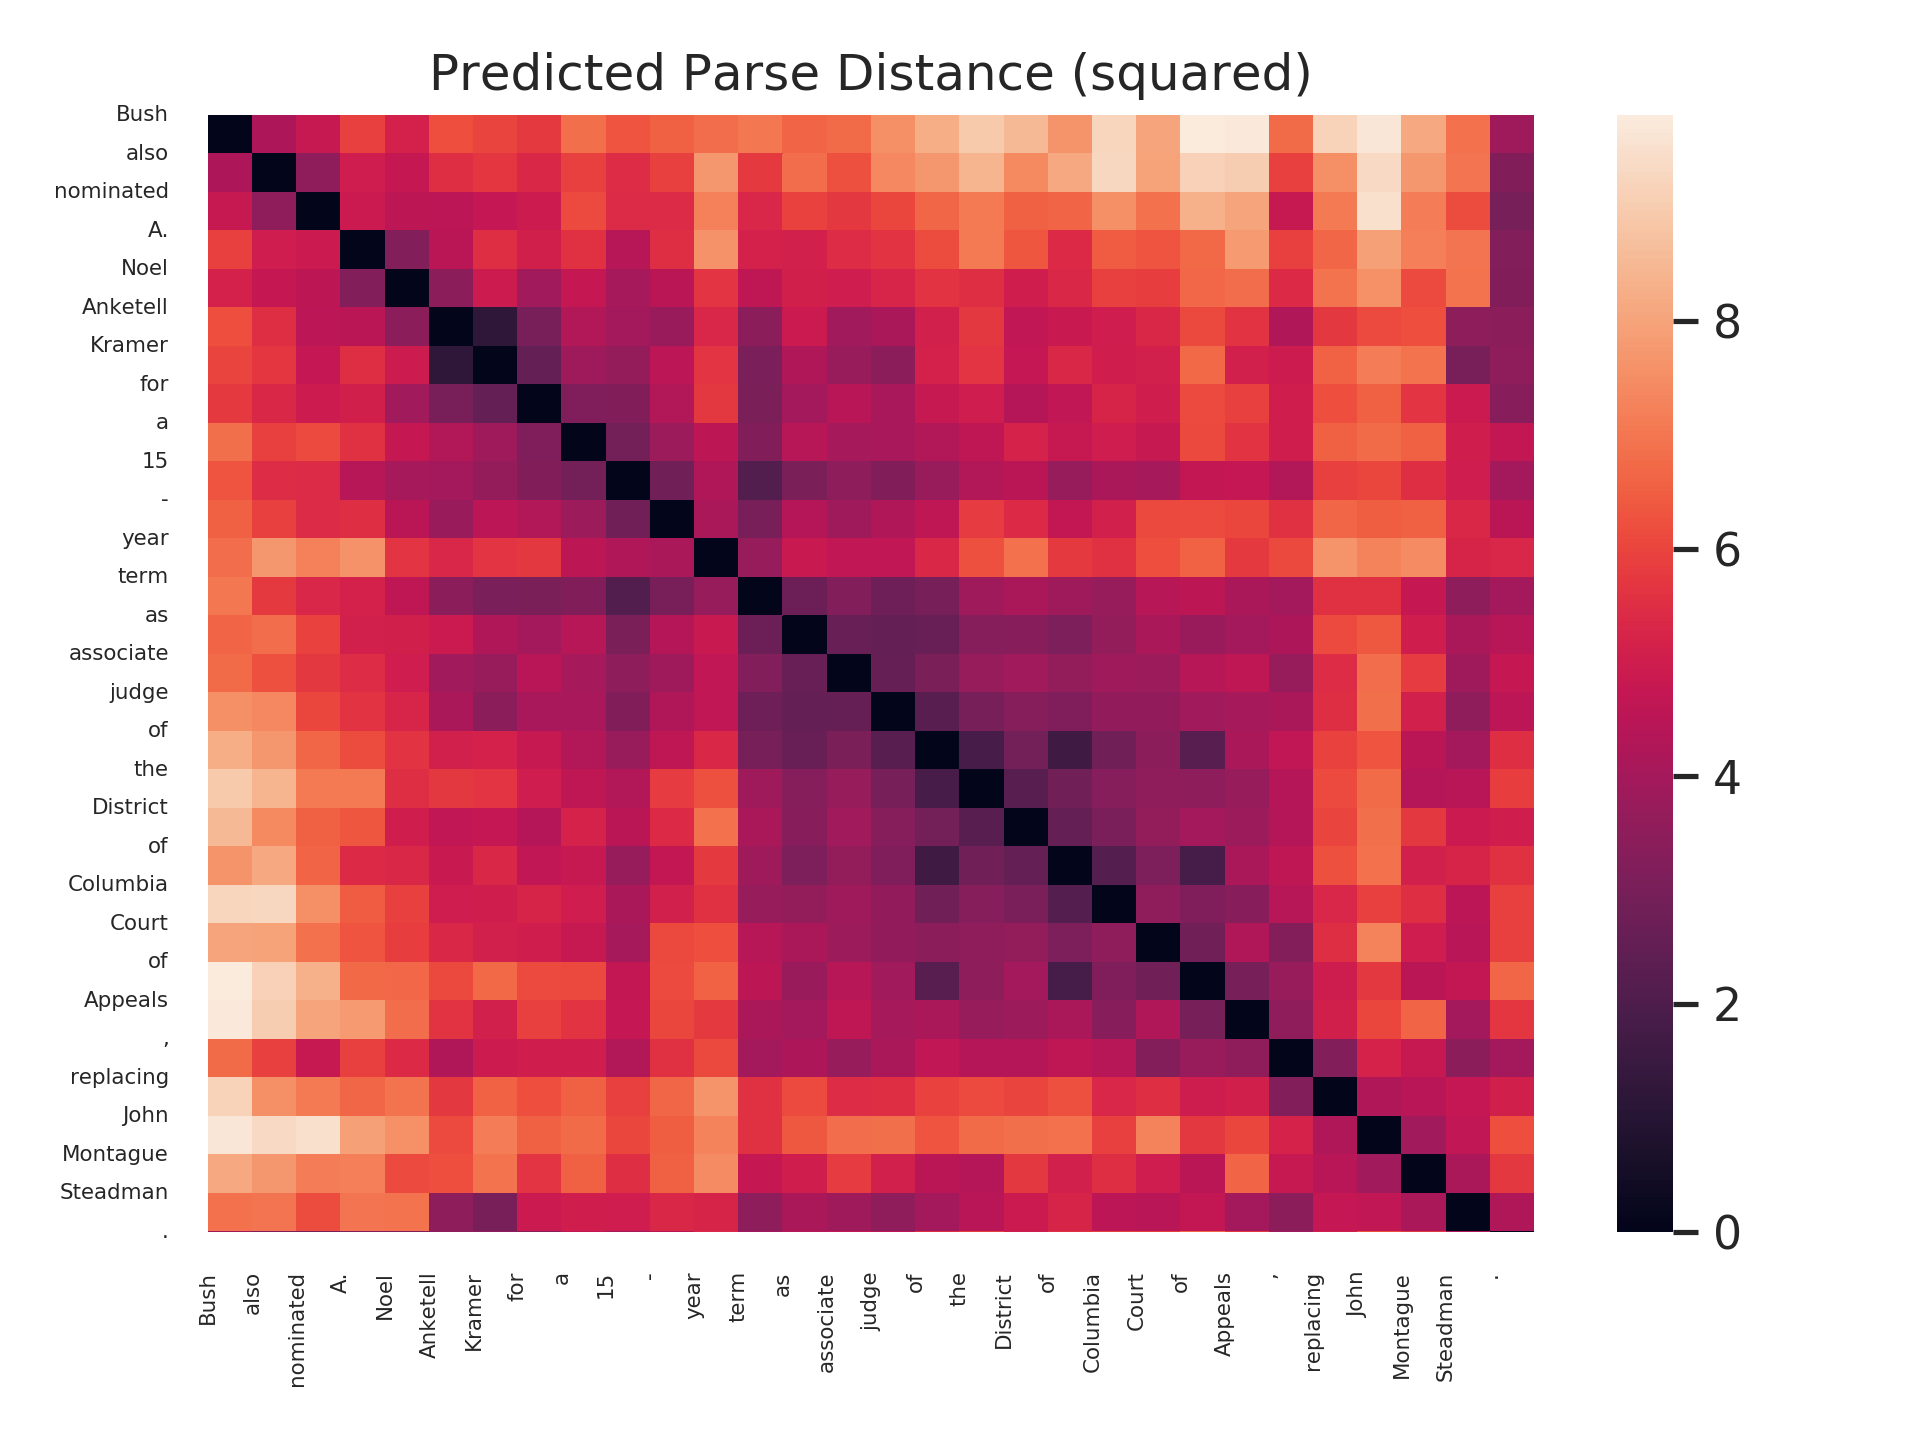 Predicted Parse Distance (squared)
Bush
also
nominated
A.
Noel
Anketell
Kramer
for
a
15
-
year
term
as
associate
judge
of
the
District
of
Columbia
Court
of
Appeals
,
replacing
John
Montague
Steadman
.
8
6
4
2
0
Bush
also
nominated
A.
Noel
Anketell
Kramer
for
a
15
-
year
term
as
associate
judge
of
the
District
of
Columbia
Court
of
Appeals
,
replacing
John
Montague
Steadman
.